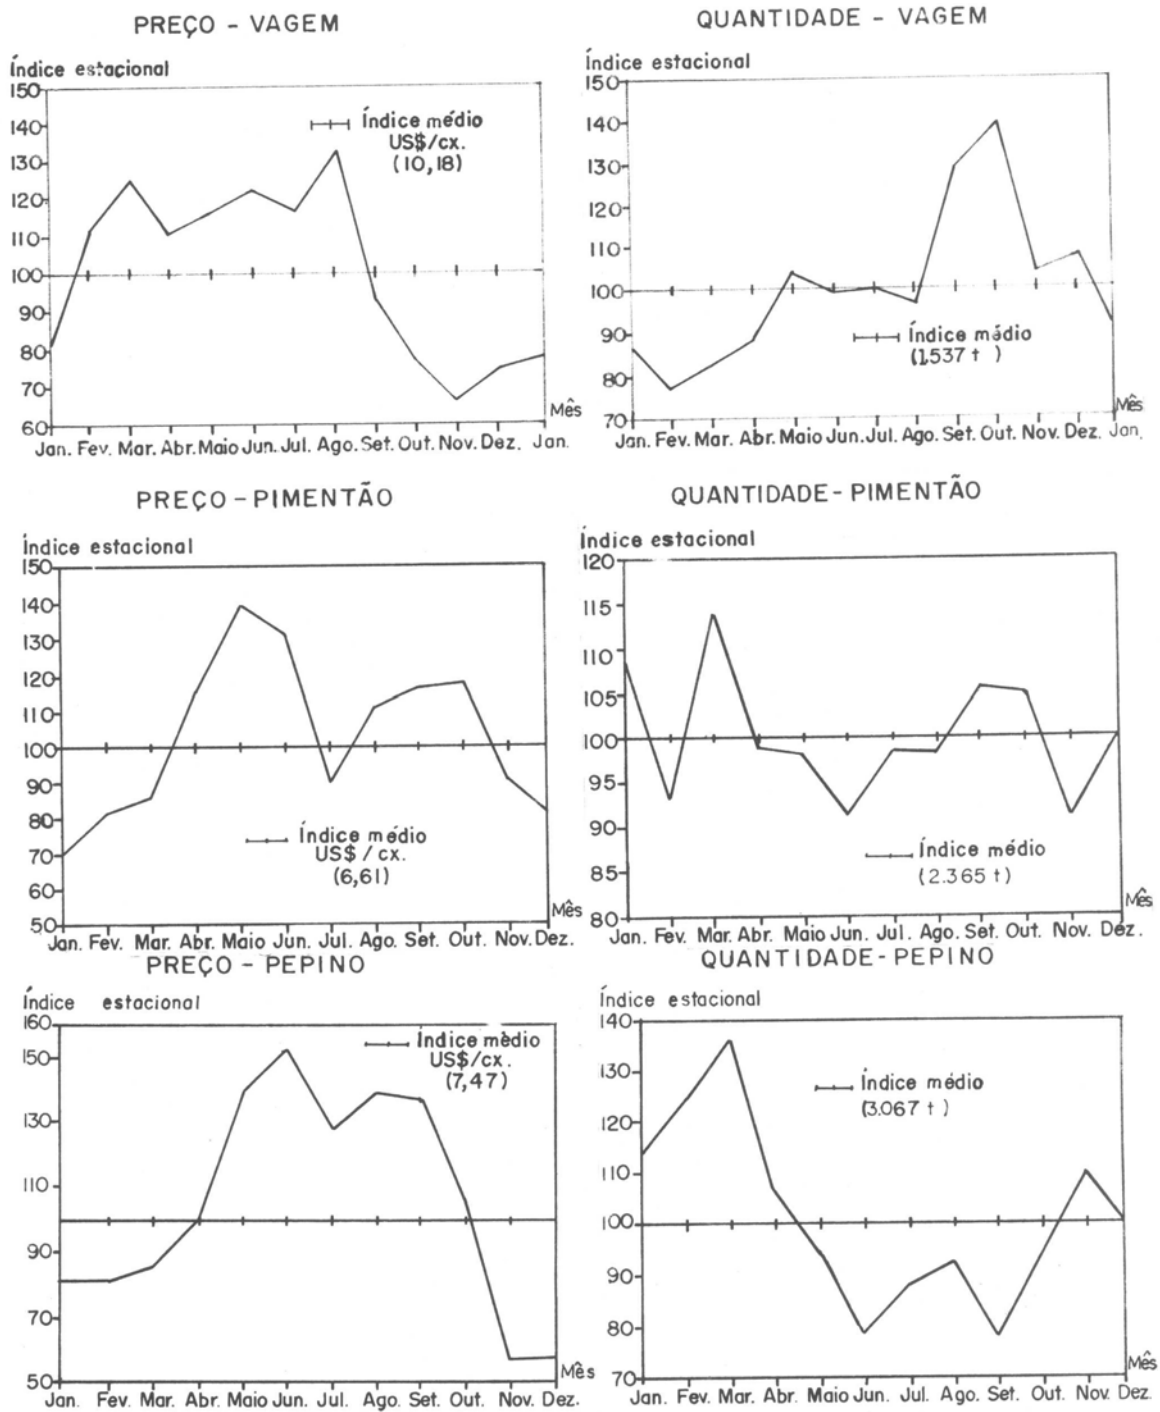 PREÇO - VAGEM
Índice estacional
150
140
130
120
110
100
90
80
70
60
Índice médio
US$/cx.
(10,18)
Mês
Jan. Fev. Mar. Abr. Maio Jun. Jul. Ago. Set. Out. Nov. Dez. Jan.
QUANTIDADE - VAGEM
Índice estacional
150
140
130
120
110
100
90
80
70
Índice médio
(1.537 t )
Mês
Jan. Fev. Mar. Abr. Maio Jun. Jul. Ago. Set. Out. Nov. Dez. Jan.
PREÇO - PIMENTÃO
Índice estacional
150
140
130
120
110
100
90
80
70
60
50
Índice médio
US$ / cx.
(6,61)
Mês
Jan. Fev. Mar. Abr. Maio Jun. Jul. Ago. Set. Out. Nov. Dez.
QUANTIDADE - PIMENTÃO
Índice estacional
120
115
110
105
100
95
90
85
80
Índice médio
(2.365 t)
Mês
Jan. Fev. Mar. Abr. Maio Jun. Jul. Ago. Set. Out. Nov. Dez.
PREÇO - PEPINO
Índice estacional
160
150
130
110
90
70
50
Índice mèdio
US$/cx.
(7,47)
Mês
Jan. Fev. Mar. Abr. Maio Jun. Jul. Ago. Set. Out. Nov. Dez.
QUANTIDADE - PEPINO
Índice estacional
140
130
120
110
100
90
80
70
Índice médio
(3.067 t )
Mês
Jan. Fev. Mar. Abr. Maio Jun. Jul. Ago. Set. Out. Nov. Dez.